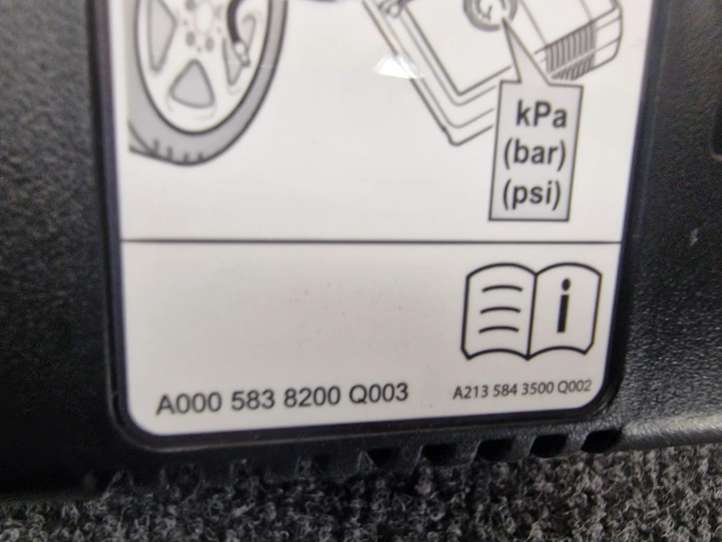 kPa
(bar)
(psi)
i
A000 583 8200 Q003
A213 584 3500 Q002